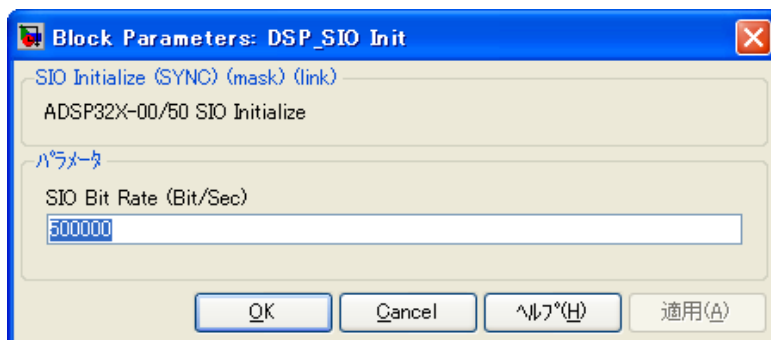 Block Parameters: DSP_SIO Init
SIO Initialize (SYNC) (mask) (link)
ADSP32X-00/50 SIO Initialize
パラメータ
SIO Bit Rate (Bit/Sec)
500000
OK Cancel ヘルプ(H) 適用(A)